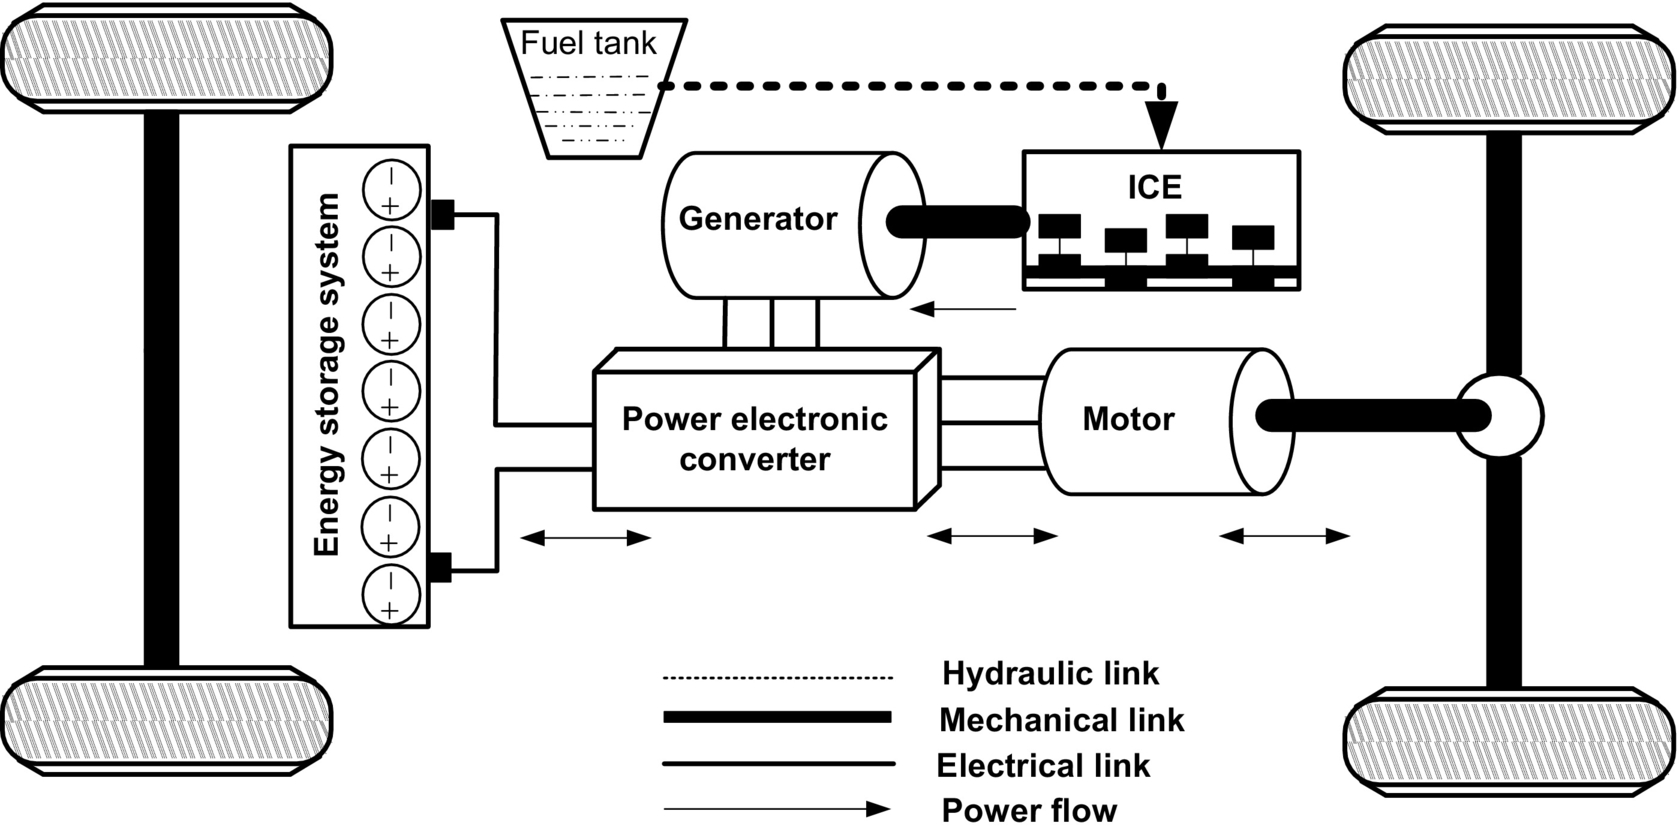 Fuel tank
ICE
Generator
Energy storage system
Power electronic
converter
Motor
Hydraulic link
Mechanical link
Electrical link
Power flow